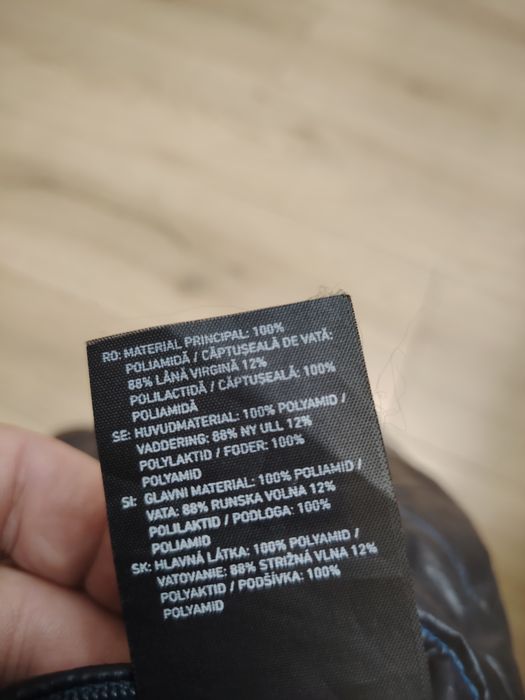 RO: MATERIAL PRINCIPAL: 100%
POLIAMIDĂ / CĂPTUŞEALĂ DE VATĂ:
88% LÂNĂ VIRGINĂ 12%
POLILACTIDĂ / CĂPTUŞEALĂ: 100%
POLIAMIDĂ
SE: HUVUDMATERIAL: 100% POLYAMID /
VADDERING: 88% NY ULL 12%
POLYLAKTID / FODER: 100%
POLYAMID
SI: GLAVNI MATERIAL: 100% POLIAMID /
VATA: 88% RUNSKA VOLNA 12%
POLILAKTID / PODLOGA: 100%
POLIAMID
SK: HLAVNÁ LÁTKA: 100% POLYAMID /
VATOVANIE: 88% STRIŽNÁ VLNA 12%
POLYAKTID / PODŠÍVKA: 100%
POLYAMID